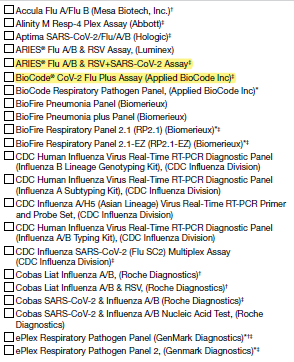 Accula Flu A/Flu B (Mesa Biotech, Inc.)†
Alinity M Resp-4 Plex Assay (Abbott)‡
Aptima SARS-CoV-2/Flu/A/B (Hologic)‡
ARIES® Flu A/B & RSV Assay, (Luminex)
ARIES® Flu A/B & RSV+SARS-CoV-2 Assay‡
BioCode® CoV-2 Flu Plus Assay (Applied BioCode Inc)‡
BioCode Respiratory Pathogen Panel, (Applied BioCode Inc)*
BioFire Pneumonia Panel (Biomerieux)
BioFire Pneumonia plus Panel (Biomerieux)
BioFire Respiratory Panel 2.1 (RP2.1) (Biomerieux)*‡
BioFire Respiratory Panel 2.1-EZ (RP2.1-EZ) (Biomerieux)*‡
CDC Human Influenza Virus Real-Time RT-PCR Diagnostic Panel
(Influenza B Lineage Genotyping Kit), (CDC Influenza Division)
CDC Human Influenza Virus Real-Time RT-PCR Diagnostic Panel
(Influenza A Subtyping Kit), (CDC Influenza Division)
CDC Influenza A/H5 (Asian Lineage) Virus Real-Time RT-PCR Primer
and Probe Set, (CDC Influenza Division)
CDC Human Influenza Virus Real-Time RT-PCR Diagnostic Panel
(Influenza A/B Typing Kit), (CDC Influenza Division)
CDC Influenza SARS-CoV-2 (Flu SC2) Multiplex Assay
(CDC Influenza Division)‡
Cobas Liat Influenza A/B, (Roche Diagnostics)†
Cobas Liat Influenza A/B & RSV, (Roche Diagnostics)†
Cobas SARS-CoV-2 & Influenza A/B (Roche Diagnostics)‡
Cobas SARS-CoV-2 & Influenza A/B Nucleic Acid Test, (Roche
Diagnostics)
ePlex Respiratory Pathogen Panel (GenMark Diagnostics)*†‡
ePlex Respiratory Pathogen Panel 2, (Genmark Diagnostics)*‡